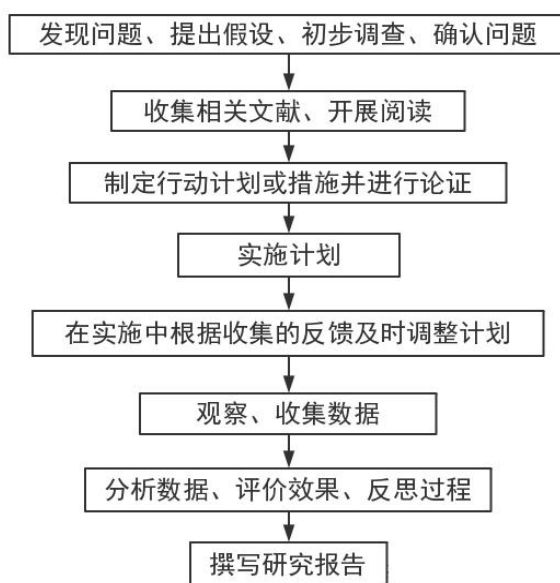 发现问题、提出假设、初步调查、确认问题
收集相关文献、开展阅读
制定行动计划或措施并进行论证
实施计划
在实施中根据收集的反馈及时调整计划
观察、收集数据
分析数据、评价效果、反思过程
撰写研究报告